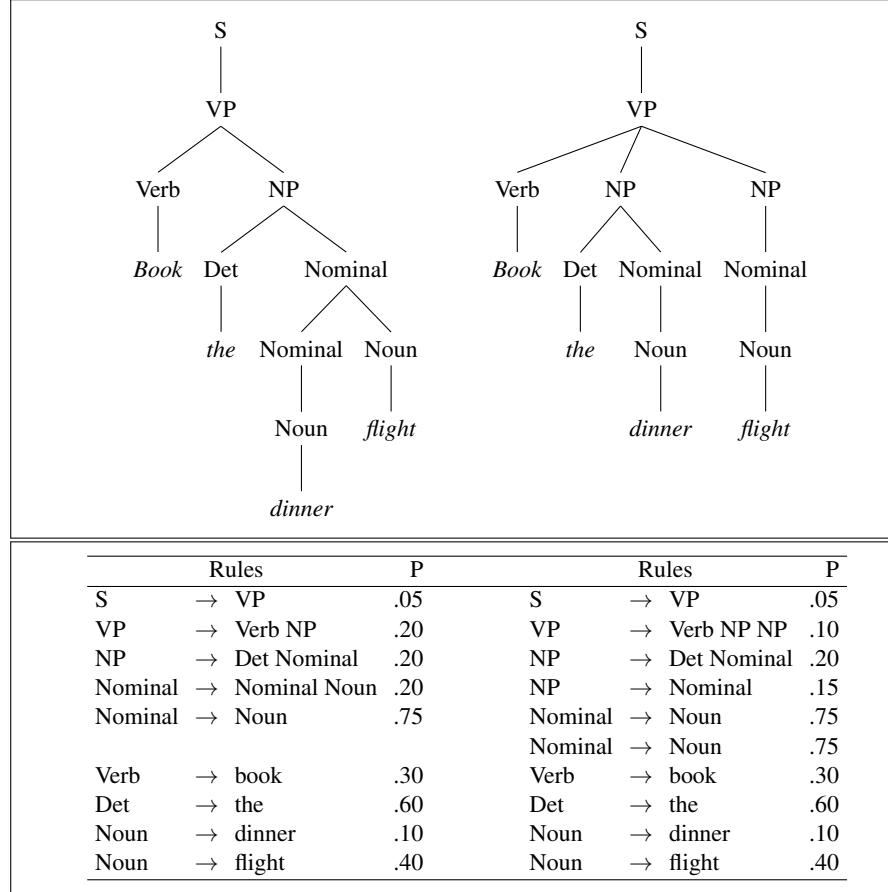 S S
VP VP
Verb NP Verb NP NP
Book Det Nominal Book Det Nominal Nominal
the Nominal Noun the Noun Noun
Noun flight dinner flight
dinner
Rules P Rules P
S → VP .05 S → VP .05
VP → Verb NP .20 VP → Verb NP NP .10
NP → Det Nominal .20 NP → Det Nominal .20
Nominal → Nominal Noun .20 NP → Nominal .15
Nominal → Noun .75 Nominal → Noun .75
Nominal → Noun .75
Verb → book .30 Verb → book .30
Det → the .60 Det → the .60
Noun → dinner .10 Noun → dinner .10
Noun → flight .40 Noun → flight .40